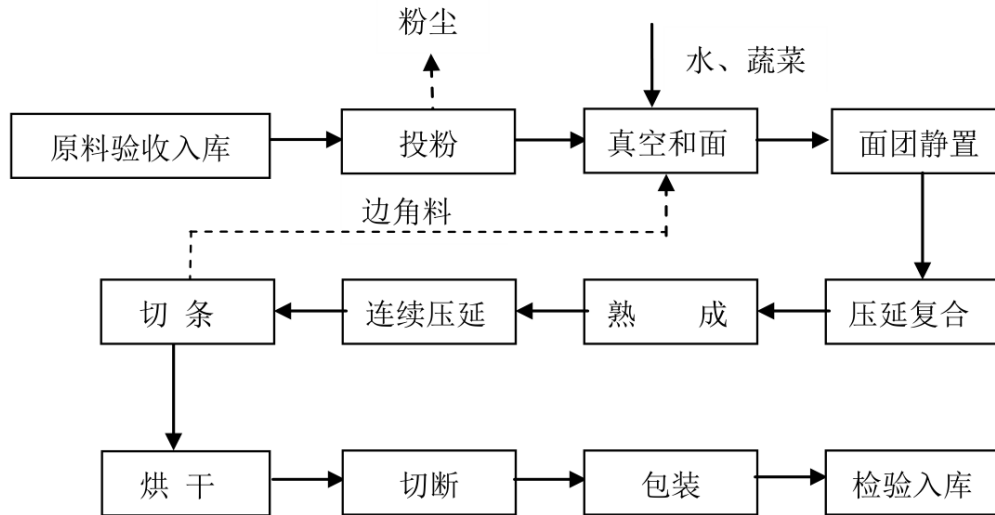 粉尘
水、蔬菜
原料验收入库
投粉
真空和面
面团静置
边角料
切 条
连续压延
熟 成
压延复合
烘 干
切断
包装
检验入库